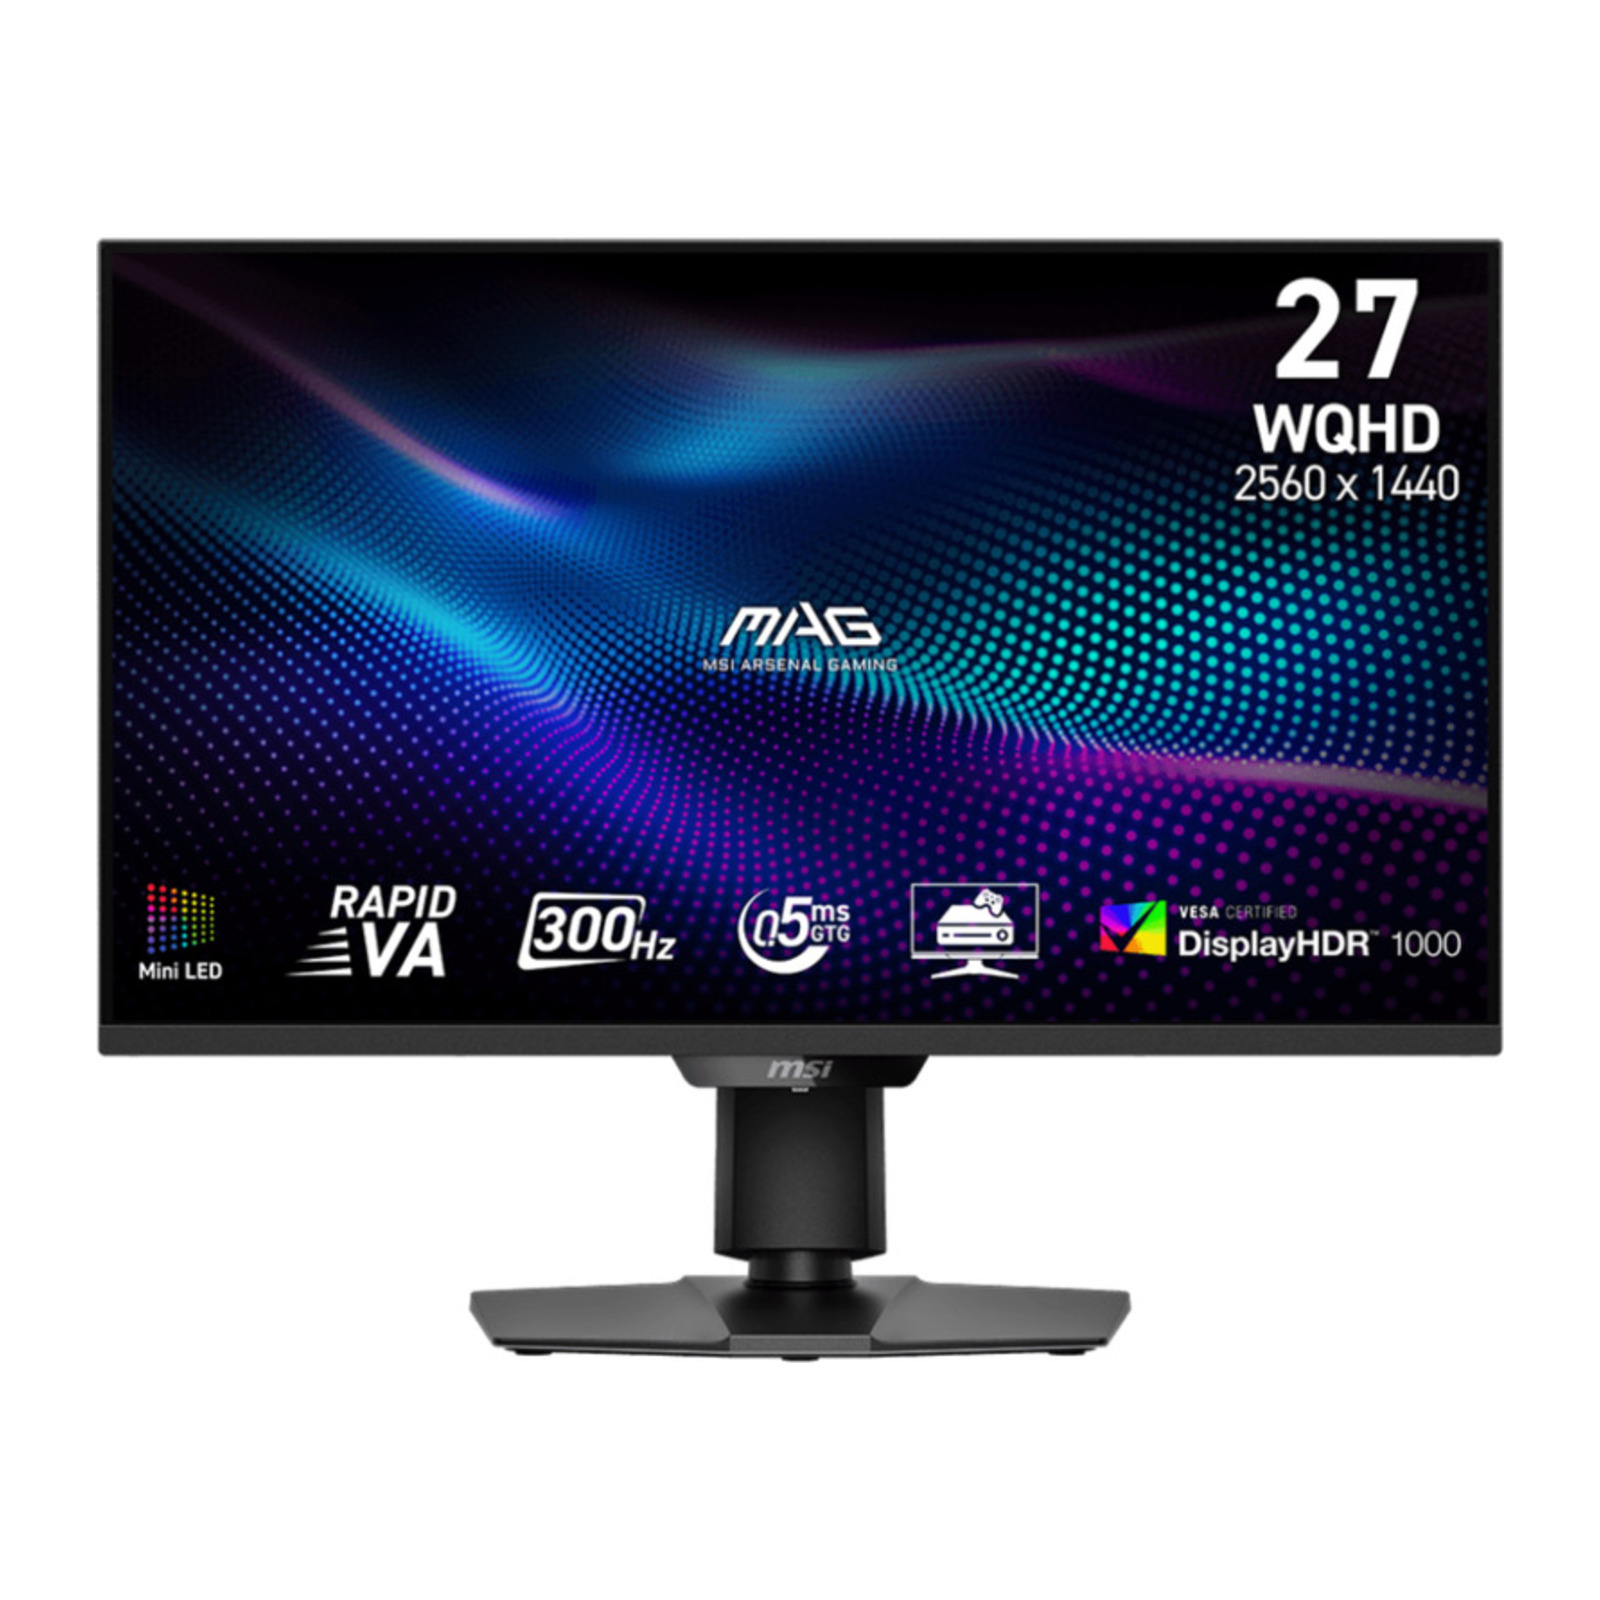 27
WQHD
2560 x 1440
MAG
MSI ARSENAL GAMING
Mini LED
RAPID
VA
300Hz
0.5ms
GTG
VESA CERTIFIED
DisplayHDR™ 1000
msi